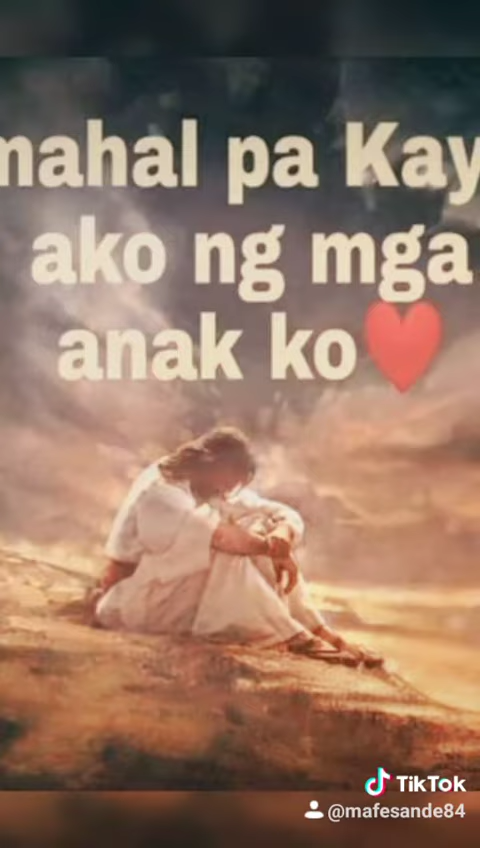 mahal pa Kay
ako ng mga
anak ko❤️
TikTok
@mafesande84